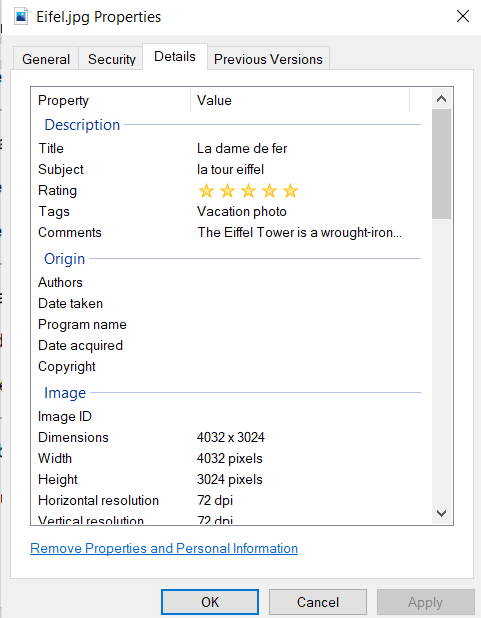 Eifel.jpg Properties
General Security Details Previous Versions
Property Value
Description
Title La dame de fer
Subject la tour eiffel
Rating
Tags Vacation photo
Comments The Eiffel Tower is a wrought-iron...
Origin
Authors
Date taken
Program name
Date acquired
Copyright
Image
Image ID
Dimensions 4032 x 3024
Width 4032 pixels
Height 3024 pixels
Horizontal resolution 72 dpi
Vertical resolution 72 dpi
Remove Properties and Personal Information
OK Cancel Apply